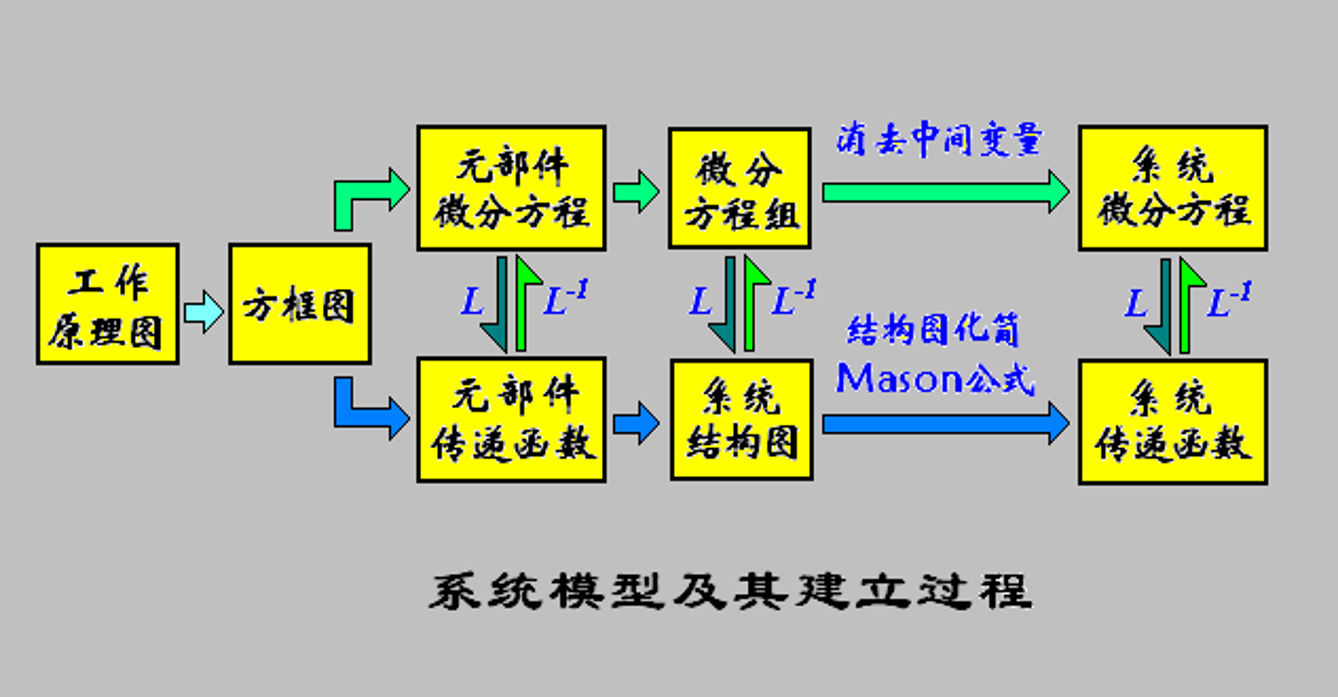 工作
原理图
方框图
元部件
微分方程
微分
方程组
消去中间变量
系统
微分方程
L
L⁻¹
L
L⁻¹
L
L⁻¹
元部件
传递函数
系统
结构图
结构图化简
Mason公式
系统
传递函数
系统模型及其建立过程